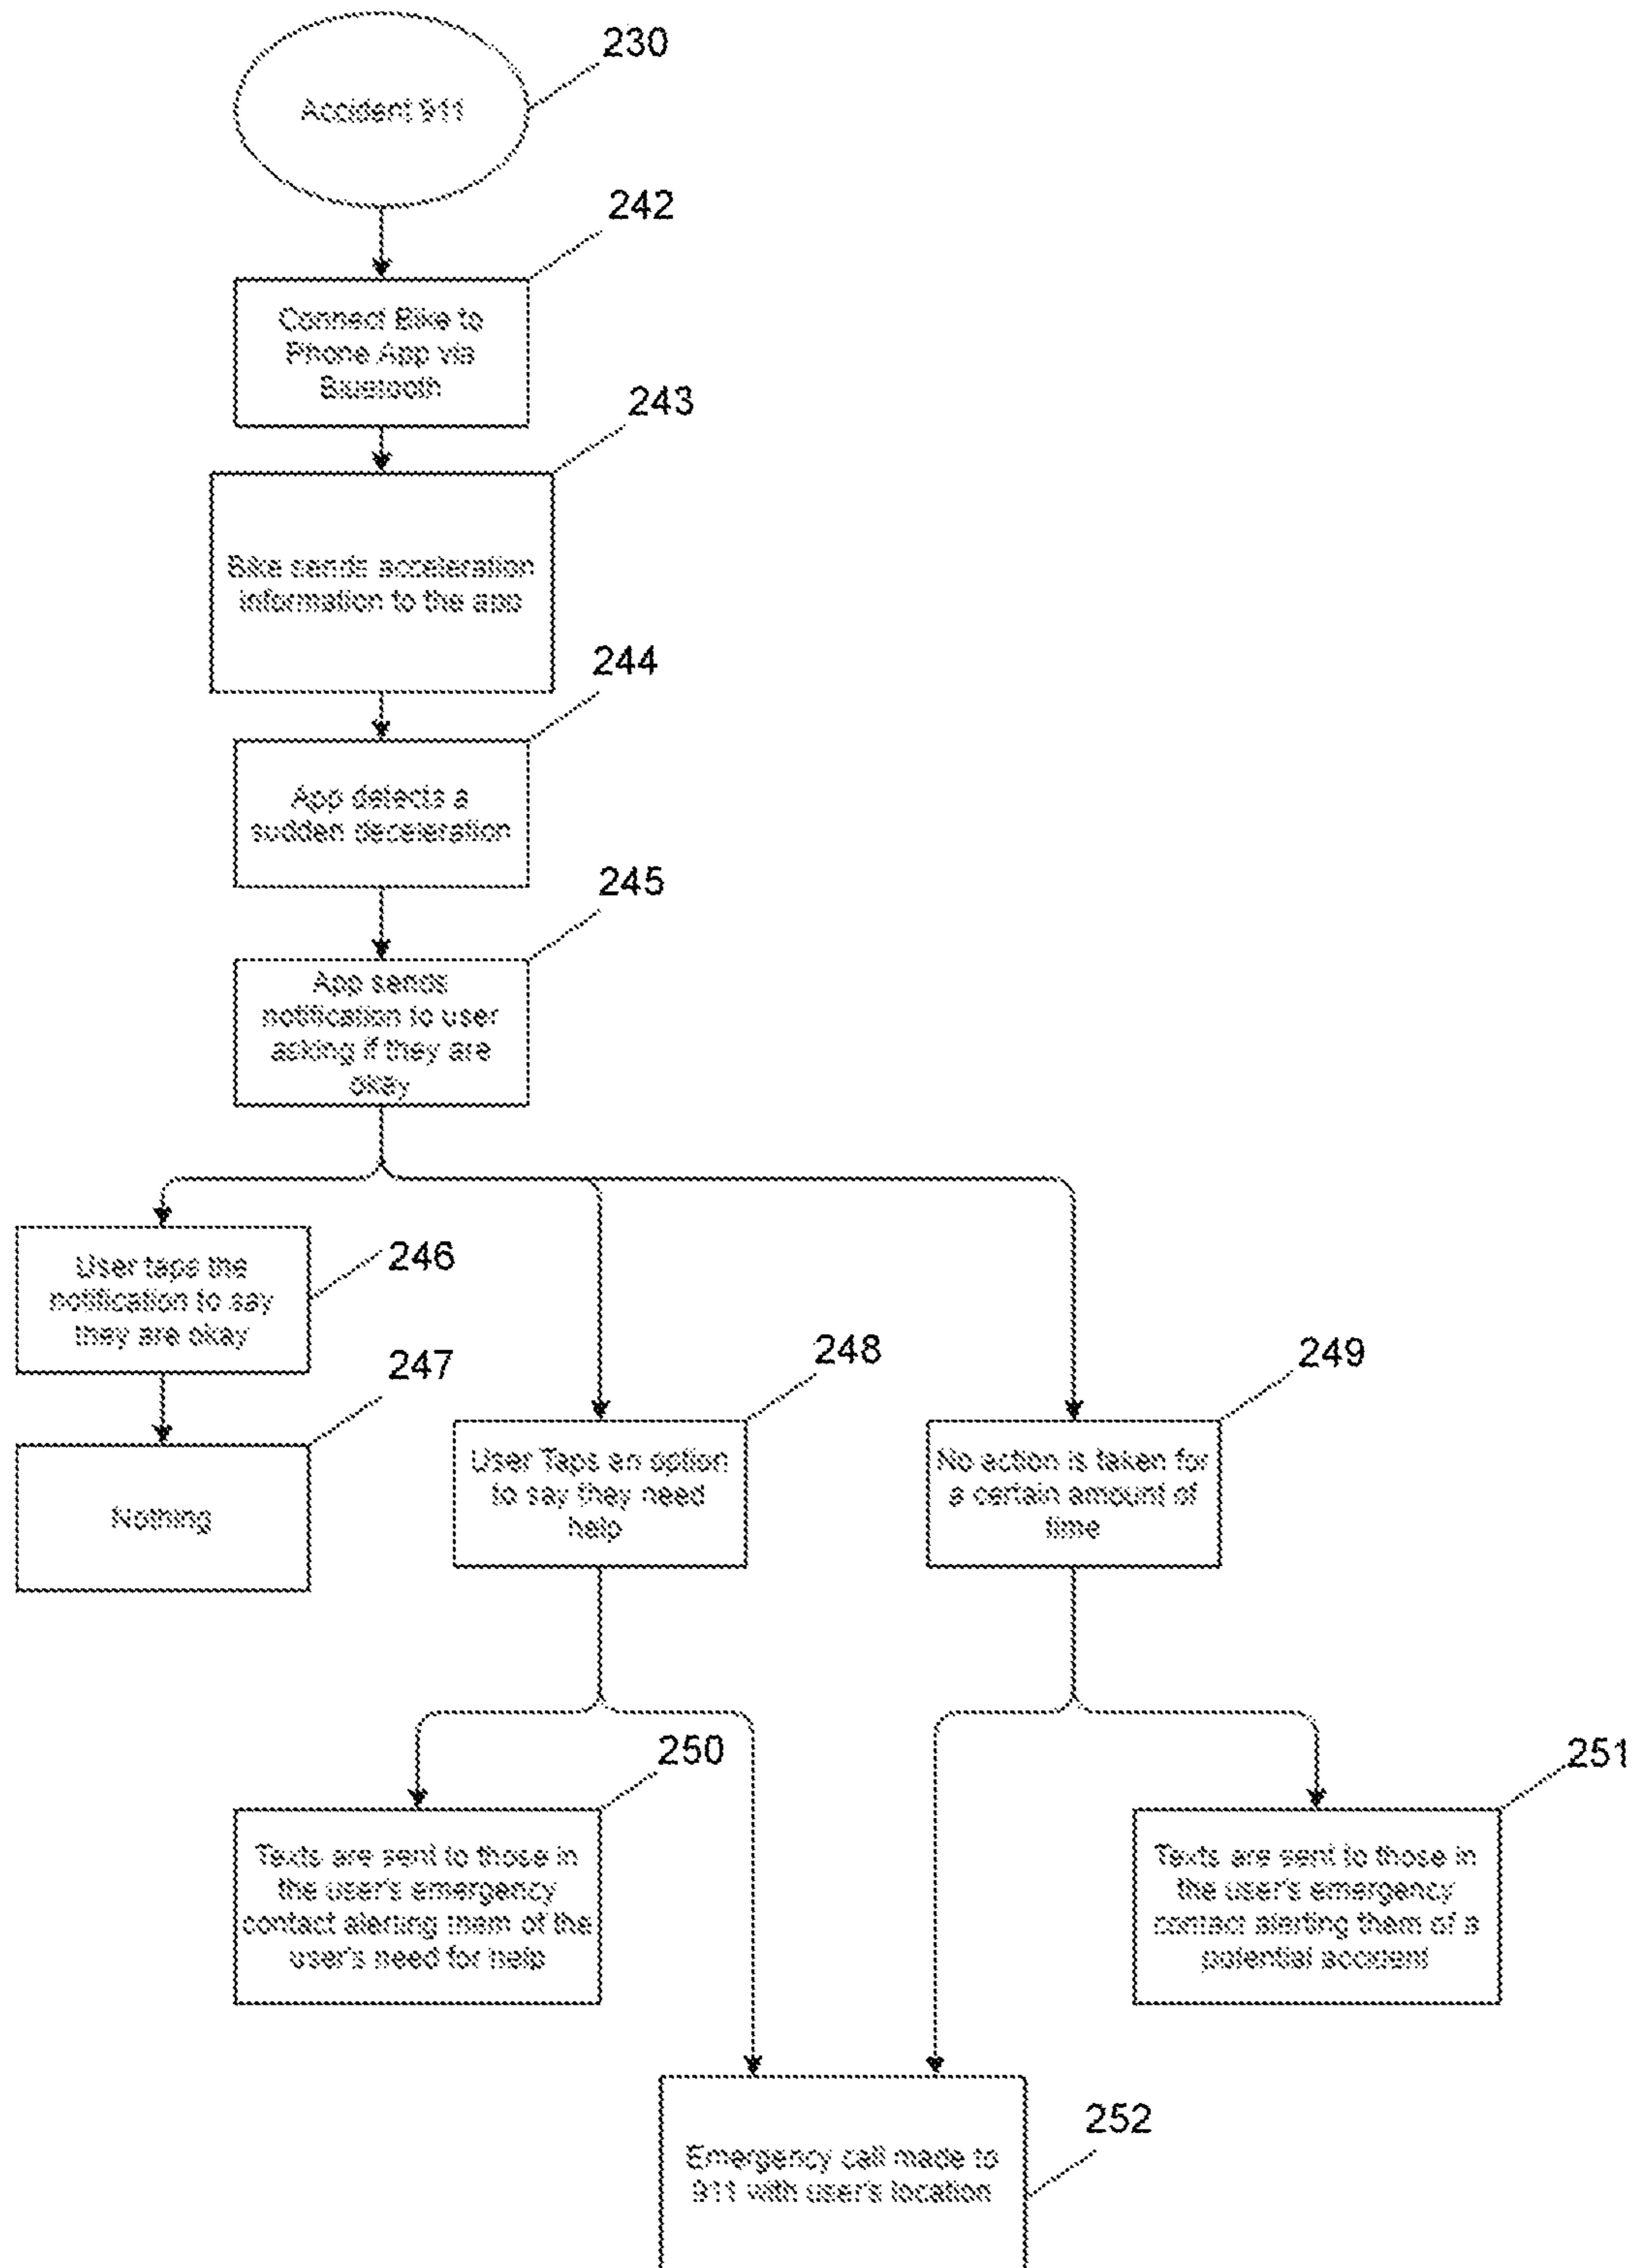 230
Accident 911
242
Connect Bike to
Phone App via
Bluetooth
243
Bike sends acceleration
information to the app
244
App detects a
sudden deceleration
245
App sends
notification to user
asking if they are
okay
246
User taps the
notification to say
they are okay
247
Nothing
248
User Taps an option
to say they need
help
249
No action is taken for
a certain amount of
time
250
Texts are sent to those in
the user's emergency
contact alerting them of the
user's need for help
251
Texts are sent to those in
the user's emergency
contact alerting them of a
potential accident
252
Emergency call made to
911 with user's location